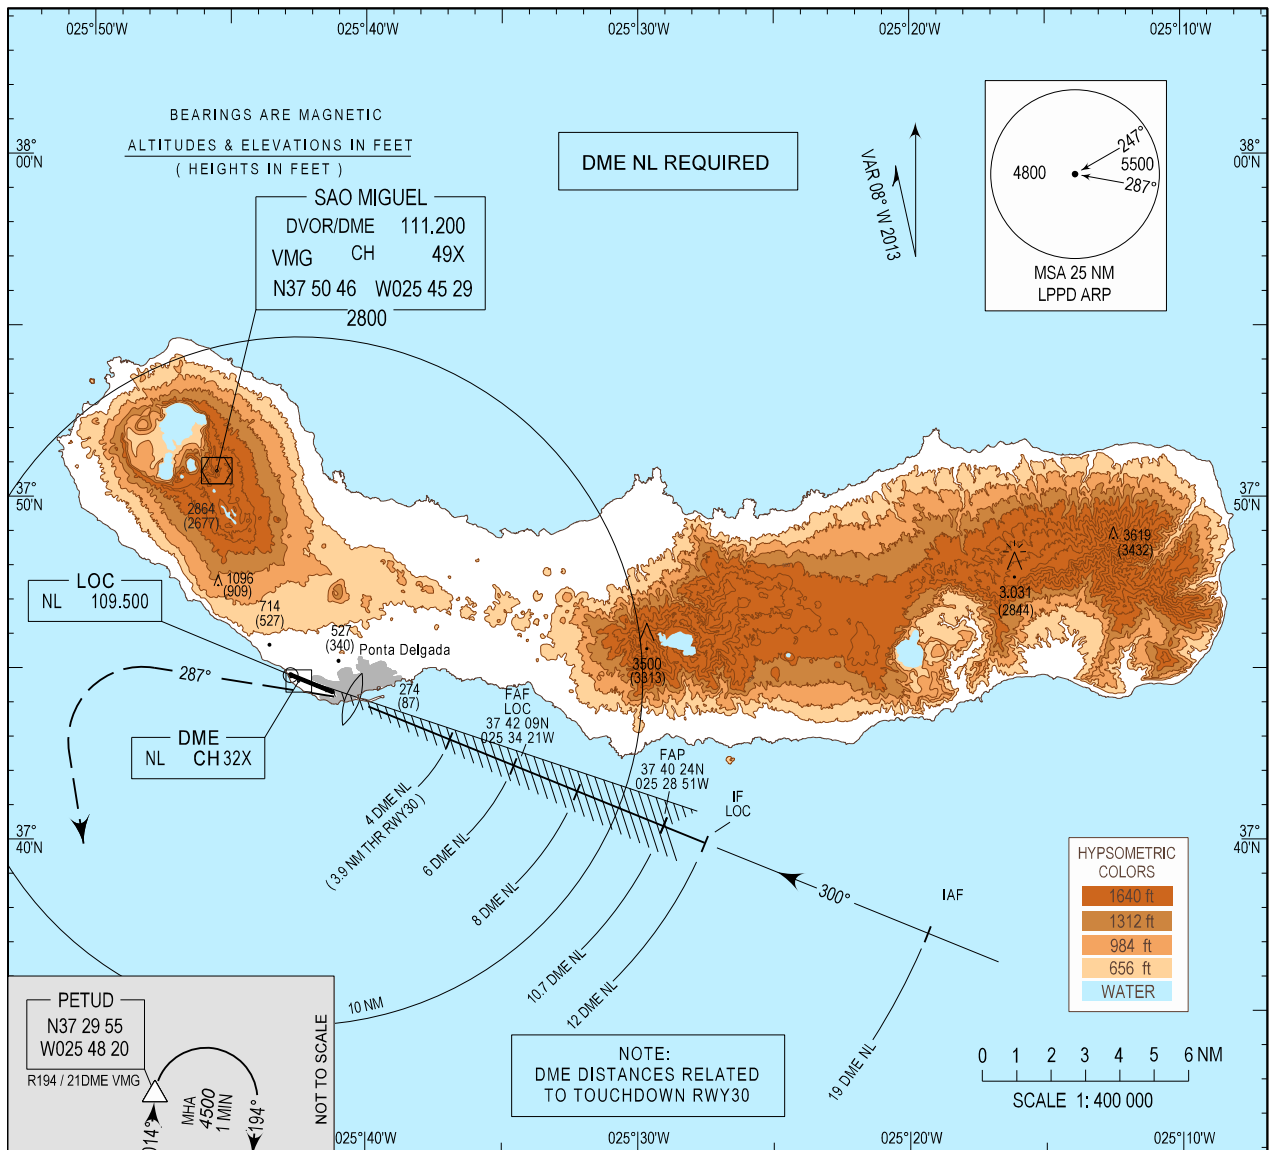 025°50'W
025°40'W
025°30'W
025°20'W
025°10'W
BEARINGS ARE MAGNETIC
ALTITUDES & ELEVATIONS IN FEET
( HEIGHTS IN FEET )
DME NL REQUIRED
VAR 08° W 2013
247°
4800
5500
287°
MSA 25 NM
LPPD ARP
38°
00'N
38°
00'N
SAO MIGUEL
DVOR/DME 111.200
VMG CH 49X
N37 50 46 W025 45 29
2800
37°
50'N
37°
50'N
2864
(2677)
1096
(909)
3619
(3432)
3.031
(2844)
LOC
NL 109.500
714
(527)
527
(340)
Ponta Delgada
3500
(3313)
287°
274
(87)
FAF
LOC
37 42 09N
025 34 21W
DME
NL CH 32X
FAP
37 40 24N
025 28 51W
IF
LOC
4 DME NL
( 3.9 NM THR RWY30 )
6 DME NL
8 DME NL
10.7 DME NL
12 DME NL
19 DME NL
10 NM
300°
IAF
37°
40'N
37°
40'N
HYPSOMETRIC
COLORS
1640 ft
1312 ft
984 ft
656 ft
WATER
PETUD
N37 29 55
W025 48 20
R194 / 21DME VMG
MHA
4500
1 MIN
194°
014°
NOT TO SCALE
NOTE:
DME DISTANCES RELATED
TO TOUCHDOWN RWY30
0 1 2 3 4 5 6 NM
SCALE 1: 400 000
025°40'W
025°30'W
025°20'W
025°10'W